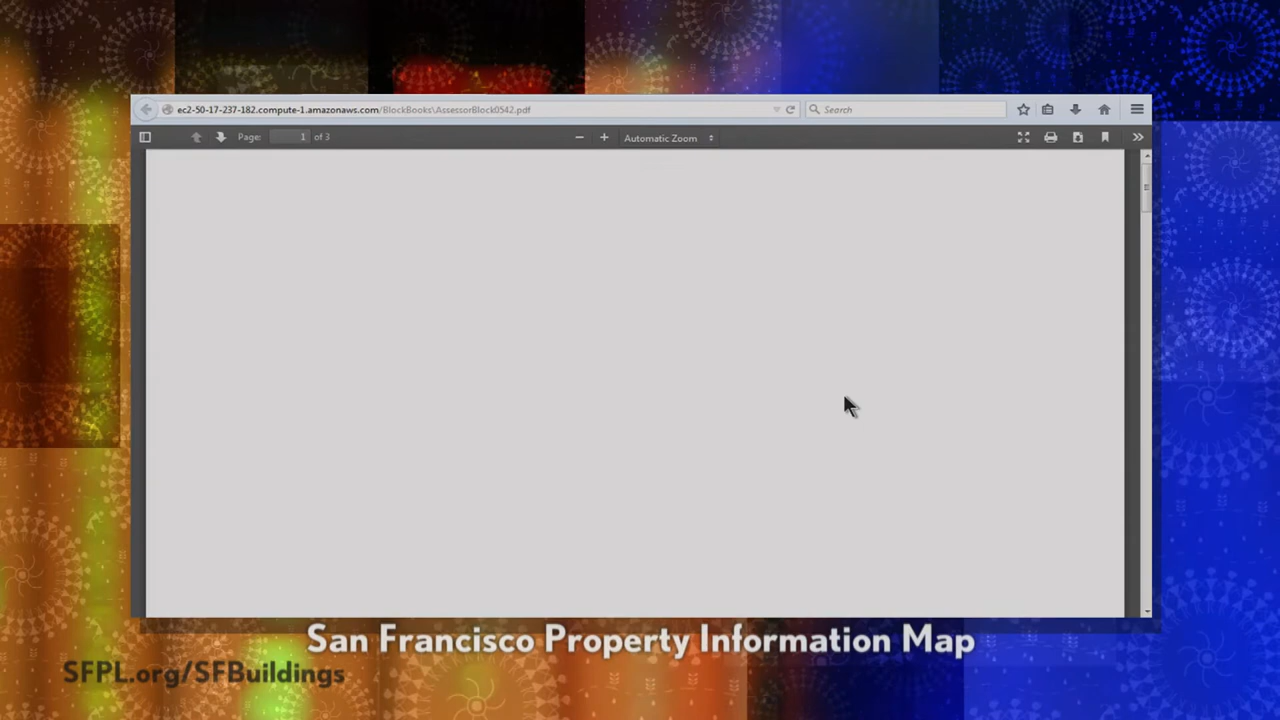 ec2-50-17-237-182.compute-1.amazonaws.com/BlockBooks\AssessorBlock0542.pdf
Search
Page: 1 of 3
Automatic Zoom
San Francisco Property Information Map
SFPL.org/SFBuildings